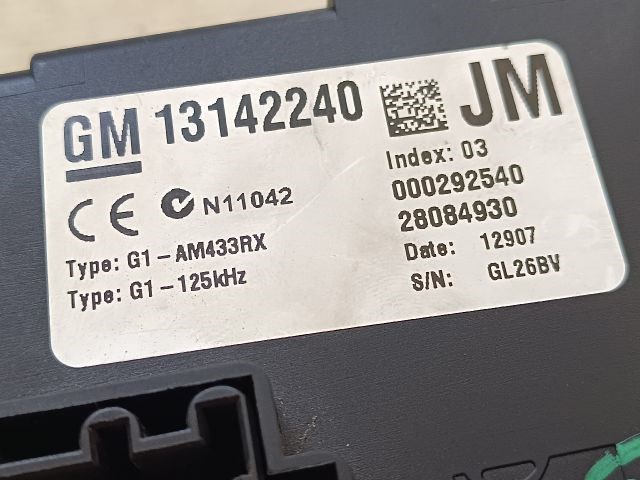 GM 13142240 JM
CE N11042
Type: G1-AM433RX
Type: G1-125kHz
Index: 03
000292540
28084930
Date: 12907
S/N: GL26BV